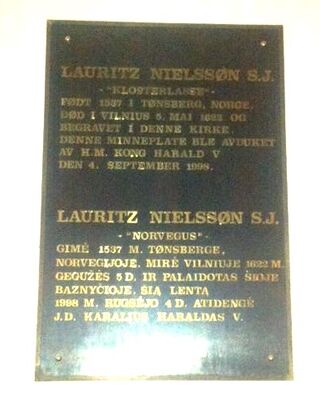 LAURITZ NIELSSØN S.J.
- "KLOSTERLASSE" -
FØDT 1537 I TØNSBERG, NORGE,
DØD I VILNIUS 5. MAI 1622 OG
BEGRAVET I DENNE KIRKE.
DENNE MINNEPLATE BLE AVDUKET
AV H.M. KONG HARALD V
DEN 4. SEPTEMBER 1998.
LAURITZ NIELSSØN S.J.
- "NORVEGUS" -
GIMĖ 1537 M. TØNSBERGE,
NORVEGIJOJE, MIRĖ VILNIUJE 1622 M.
GEGUŽĖS 5 D. IR PALAIDOTAS ŠIOJE
BAŽNYČIOJE. ŠIĄ LENTĄ
1998 M. RUGSĖJO 4 D. ATIDENGĖ
J.D. KARALIUS HARALDAS V.